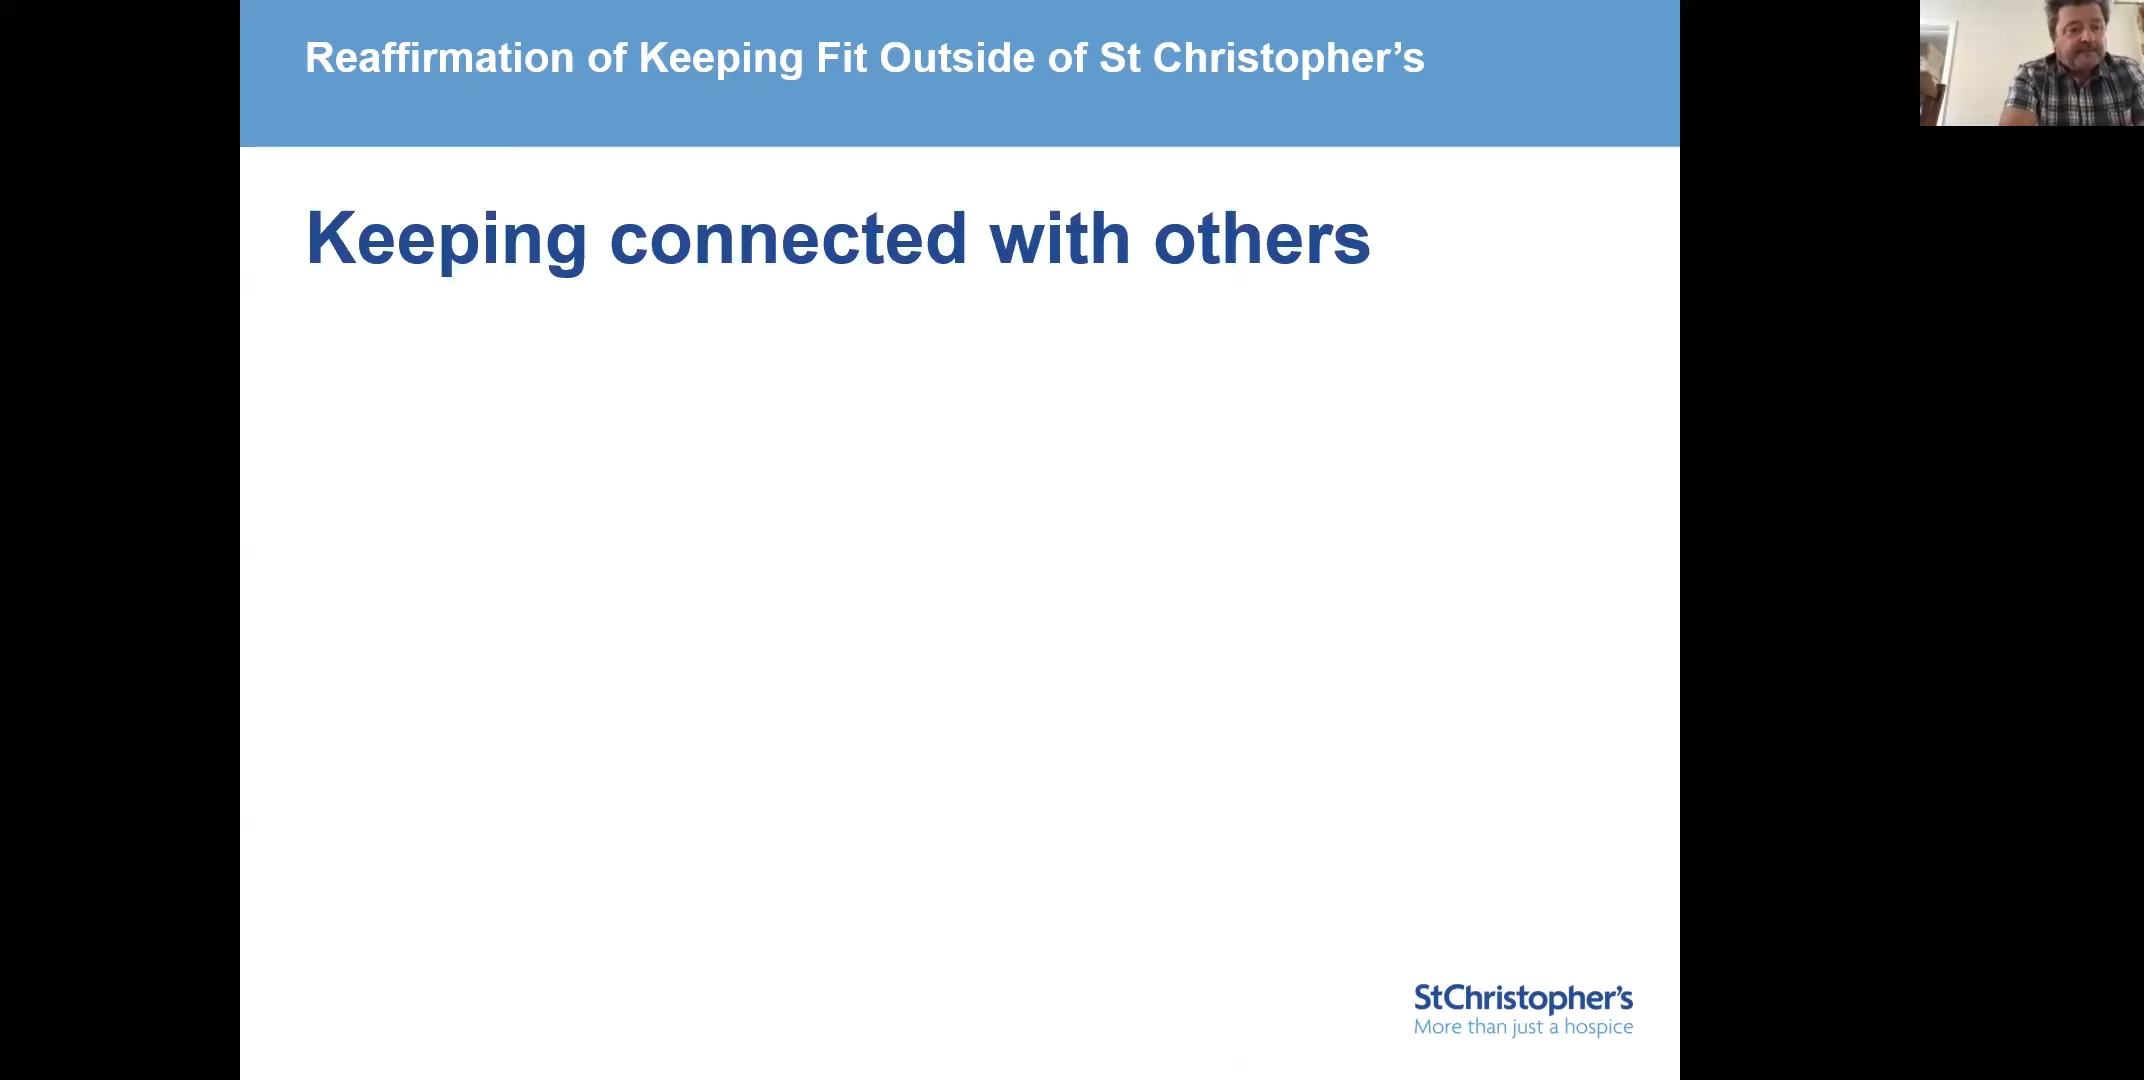 Reaffirmation of Keeping Fit Outside of St Christopher’s
Keeping connected with others
StChristopher’s
More than just a hospice